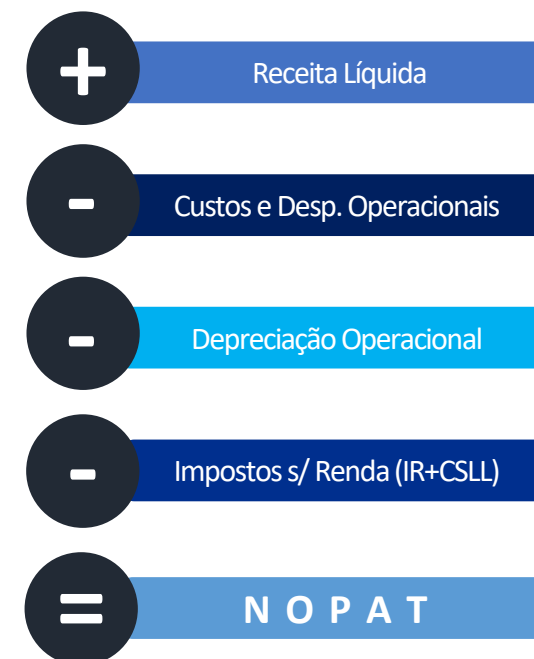 + Receita Líquida
- Custos e Desp. Operacionais
- Depreciação Operacional
- Impostos s/ Renda (IR+CSLL)
= N O P A T